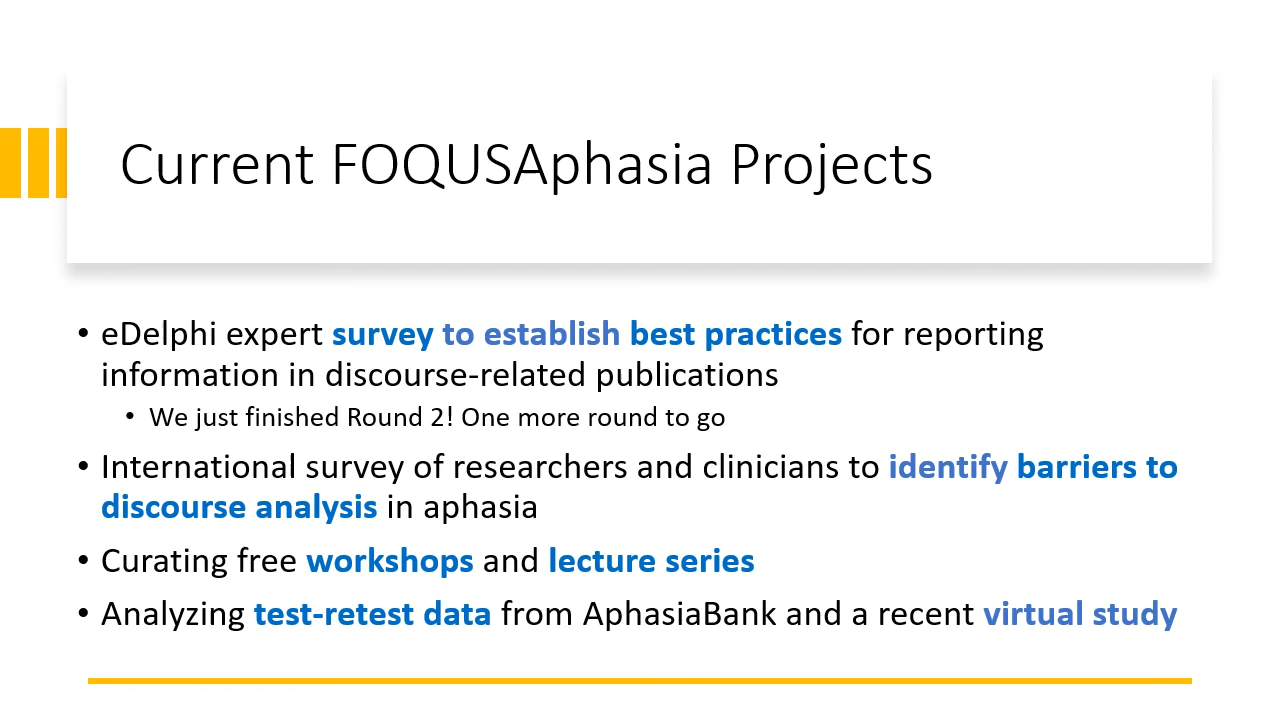 Current FOQUSAphasia Projects
• eDelphi expert survey to establish best practices for reporting
information in discourse-related publications
• We just finished Round 2! One more round to go
• International survey of researchers and clinicians to identify barriers to
discourse analysis in aphasia
• Curating free workshops and lecture series
• Analyzing test-retest data from AphasiaBank and a recent virtual study